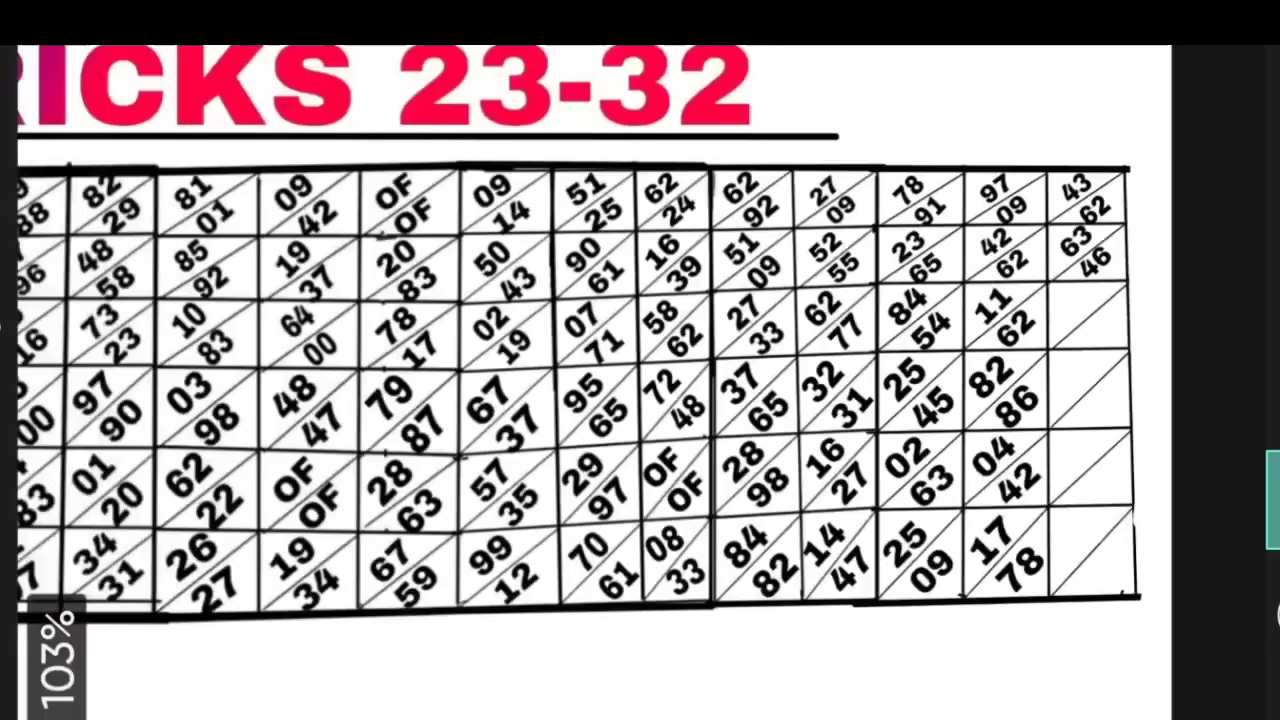 RICKS 23-32
88 82 29 81 01 09 42 OF OF 09 14 51 25 62 24 62 92 27 09 78 91 97 09 43 62
96 48 58 85 92 19 37 20 83 50 43 90 61 16 39 51 09 52 55 23 65 42 62 63 46
16 73 23 10 83 64 00 78 17 02 19 07 71 58 62 27 33 62 77 84 54 11 62
00 97 90 03 98 48 47 79 87 67 37 95 65 72 48 37 65 32 31 25 45 82 86
83 01 20 62 22 OF OF 28 63 57 35 29 97 OF OF 28 98 16 27 02 63 04 42
34 31 26 27 19 34 67 59 99 12 70 61 08 33 84 82 14 47 25 09 17 78
103%